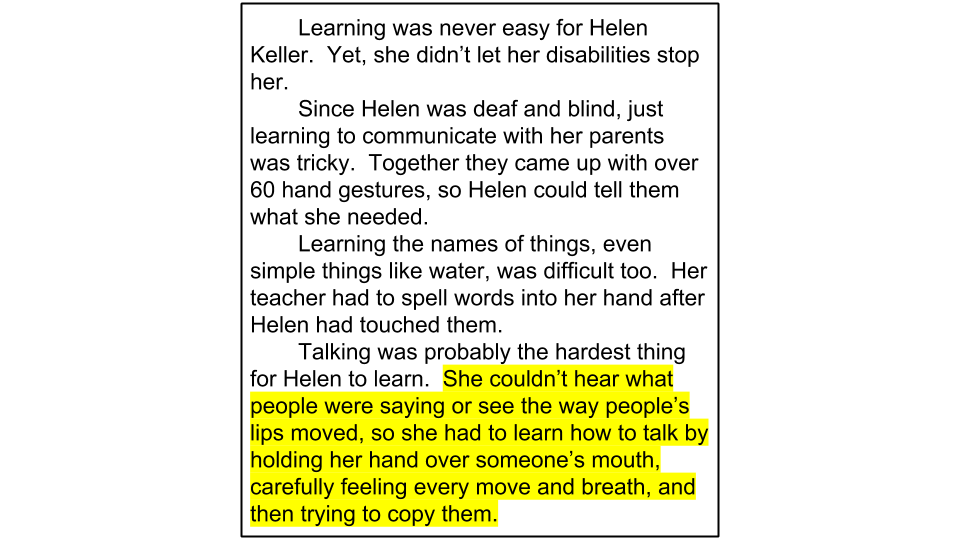 Learning was never easy for Helen
Keller.  Yet, she didn’t let her disabilities stop
her.
Since Helen was deaf and blind, just
learning to communicate with her parents
was tricky.  Together they came up with over
60 hand gestures, so Helen could tell them
what she needed.
Learning the names of things, even
simple things like water, was difficult too.  Her
teacher had to spell words into her hand after
Helen had touched them.
Talking was probably the hardest thing
for Helen to learn.  She couldn’t hear what
people were saying or see the way people’s
lips moved, so she had to learn how to talk by
holding her hand over someone’s mouth,
carefully feeling every move and breath, and
then trying to copy them.